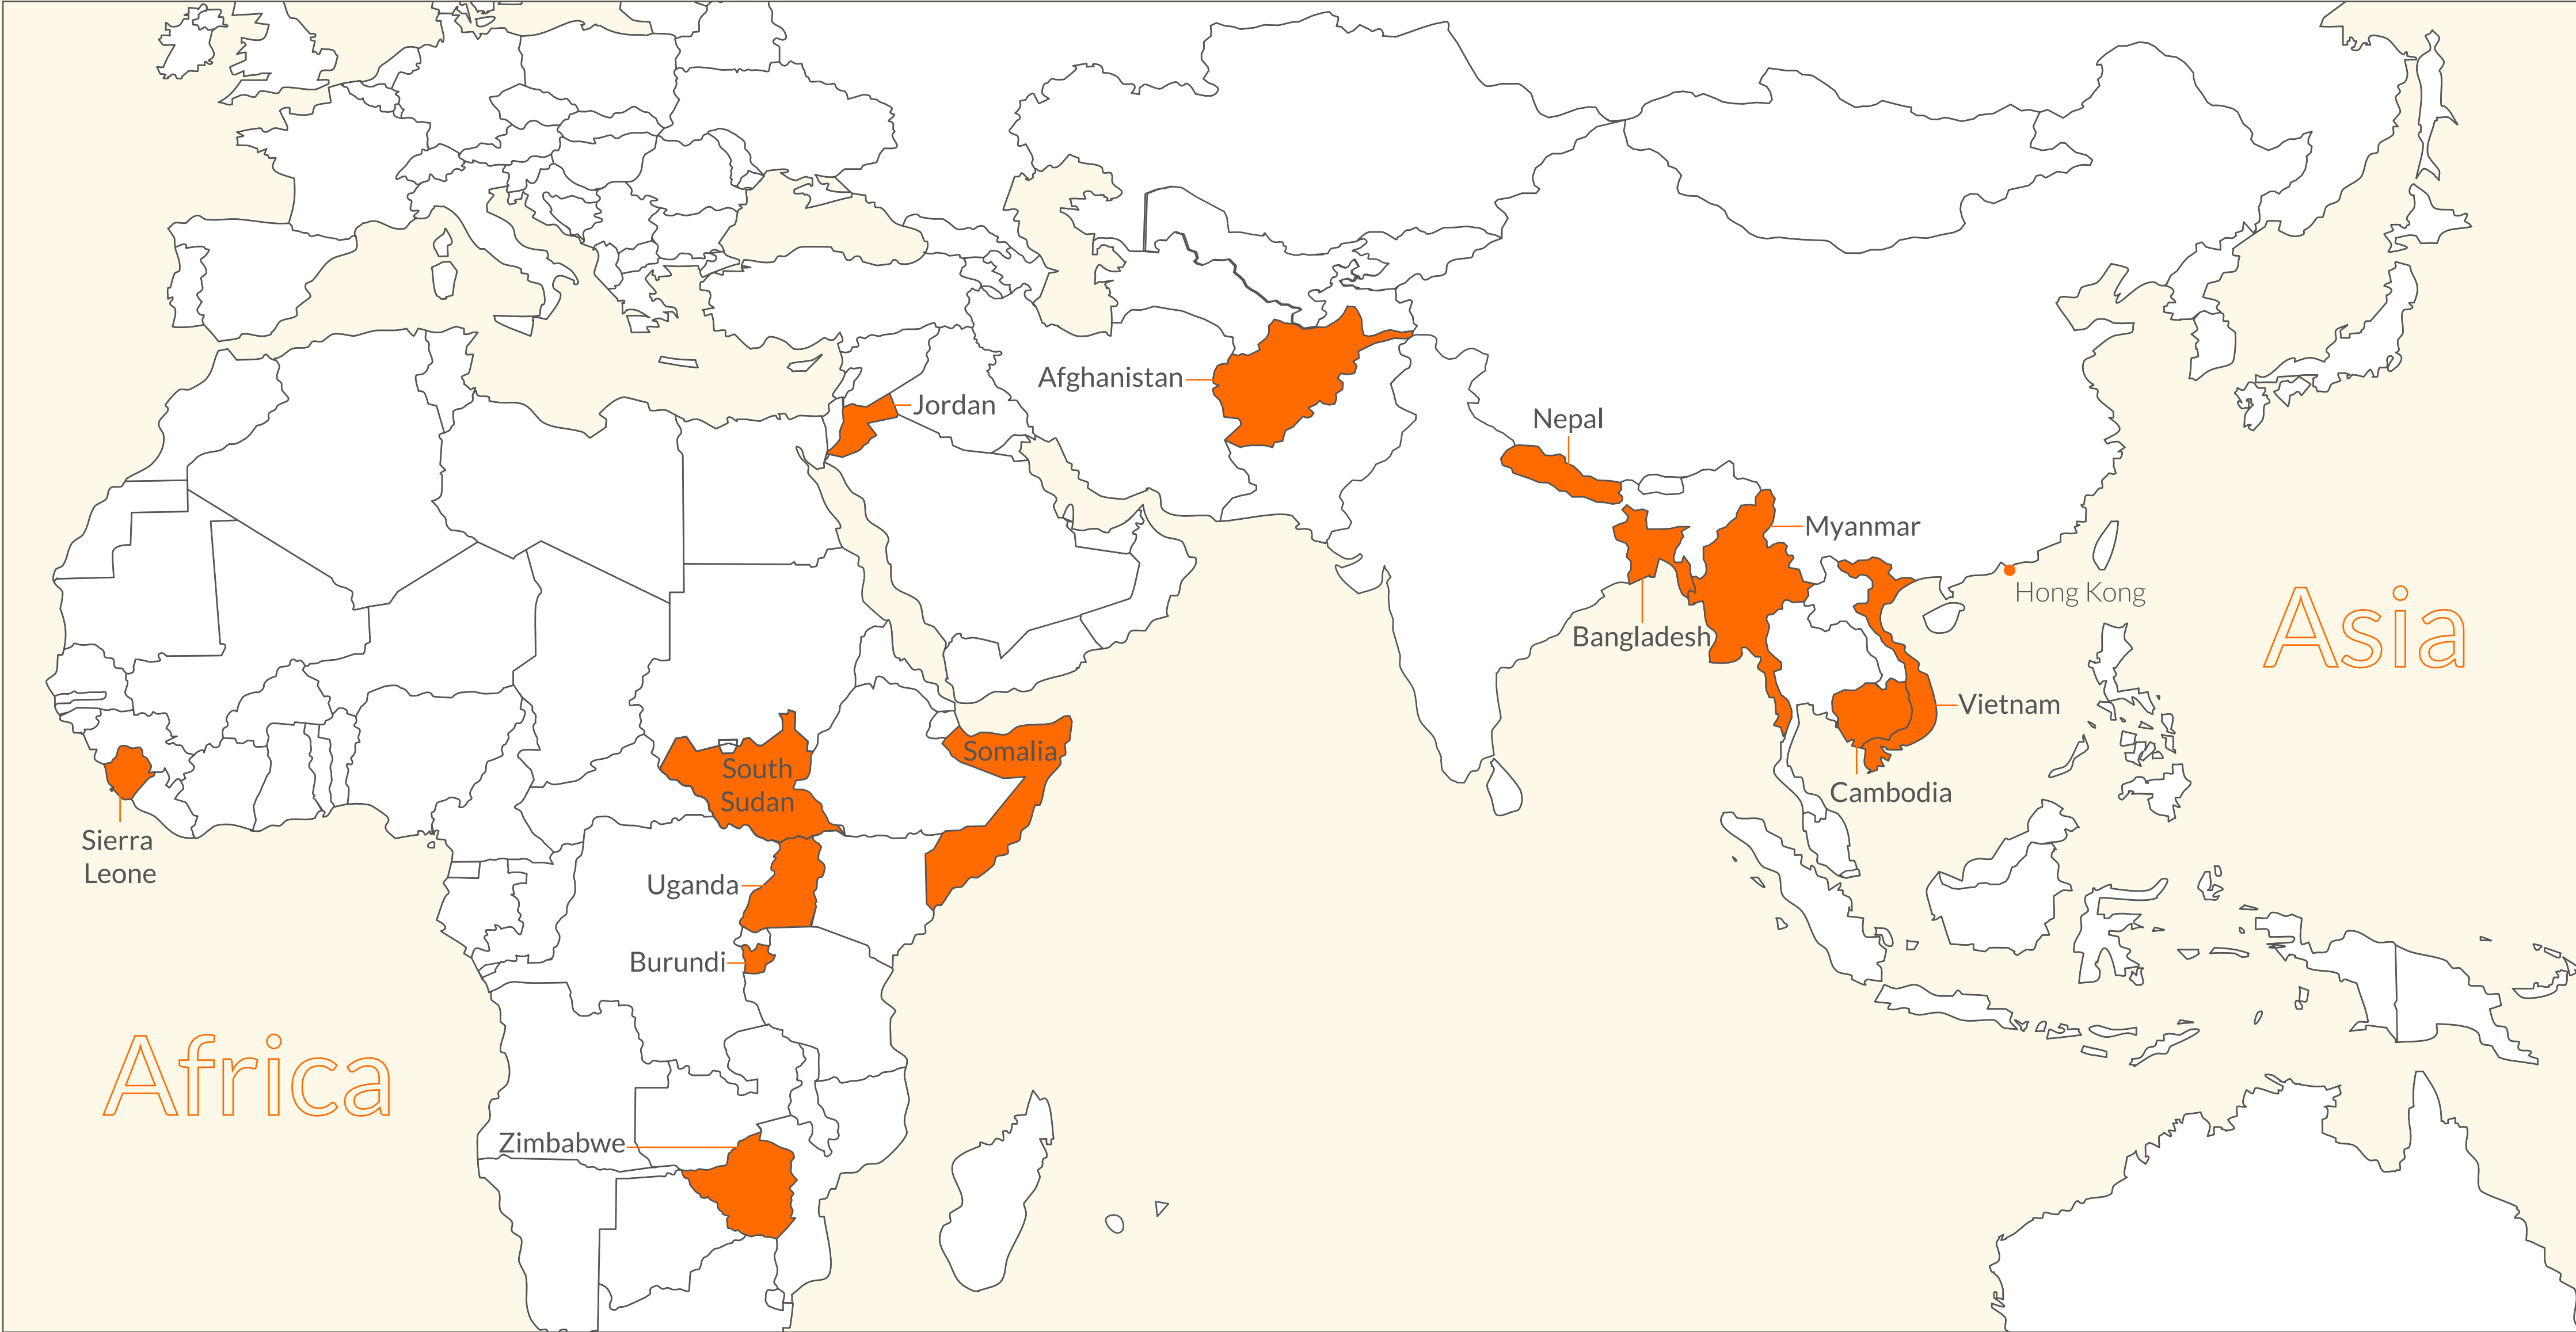 Afghanistan
Jordan
Nepal
Myanmar
Hong Kong
Bangladesh
Asia
Vietnam
Cambodia
Somalia
South
Sudan
Sierra
Leone
Uganda
Burundi
Africa
Zimbabwe